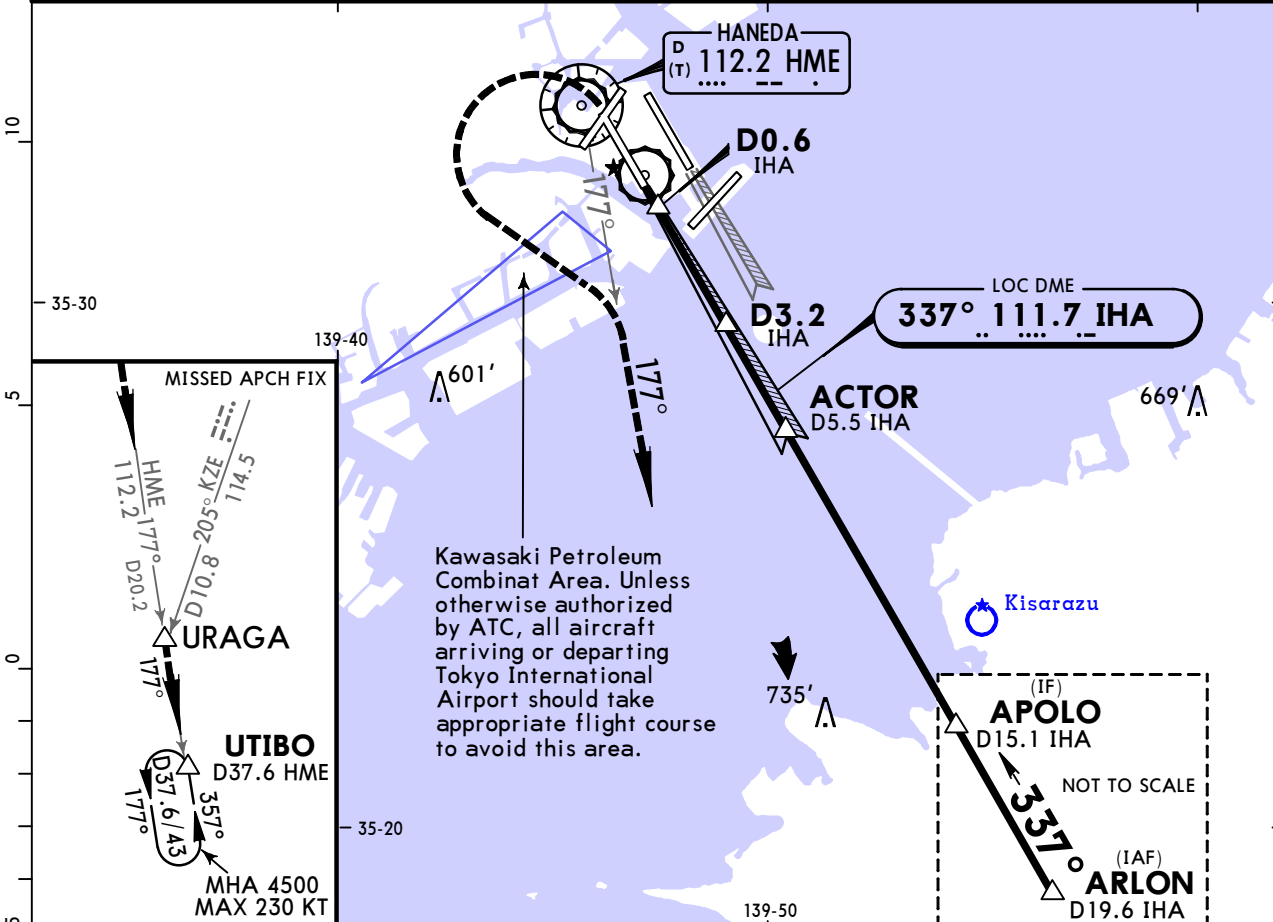 HANEDA
D
(T) 112.2 HME
10
D0.6
IHA
177°
35-30
LOC DME
337° 111.7 IHA
D3.2
IHA
139-40
601'
177°
ACTOR
D5.5 IHA
669'
5
MISSED APCH FIX
HME
112.2
177°
D20.2
205° KZE
114.5
D10.8
URAGA
177°
UTIBO
D37.6 HME
D37.6/43
177°
357°
MHA 4500
MAX 230 KT
0
Kawasaki Petroleum
Combinat Area. Unless
otherwise authorized
by ATC, all aircraft
arriving or departing
Tokyo International
Airport should take
appropriate flight course
to avoid this area.
Kisarazu
735'
(IF)
APOLO
D15.1 IHA
NOT TO SCALE
337°
(IAF)
ARLON
D19.6 IHA
35-20
139-50